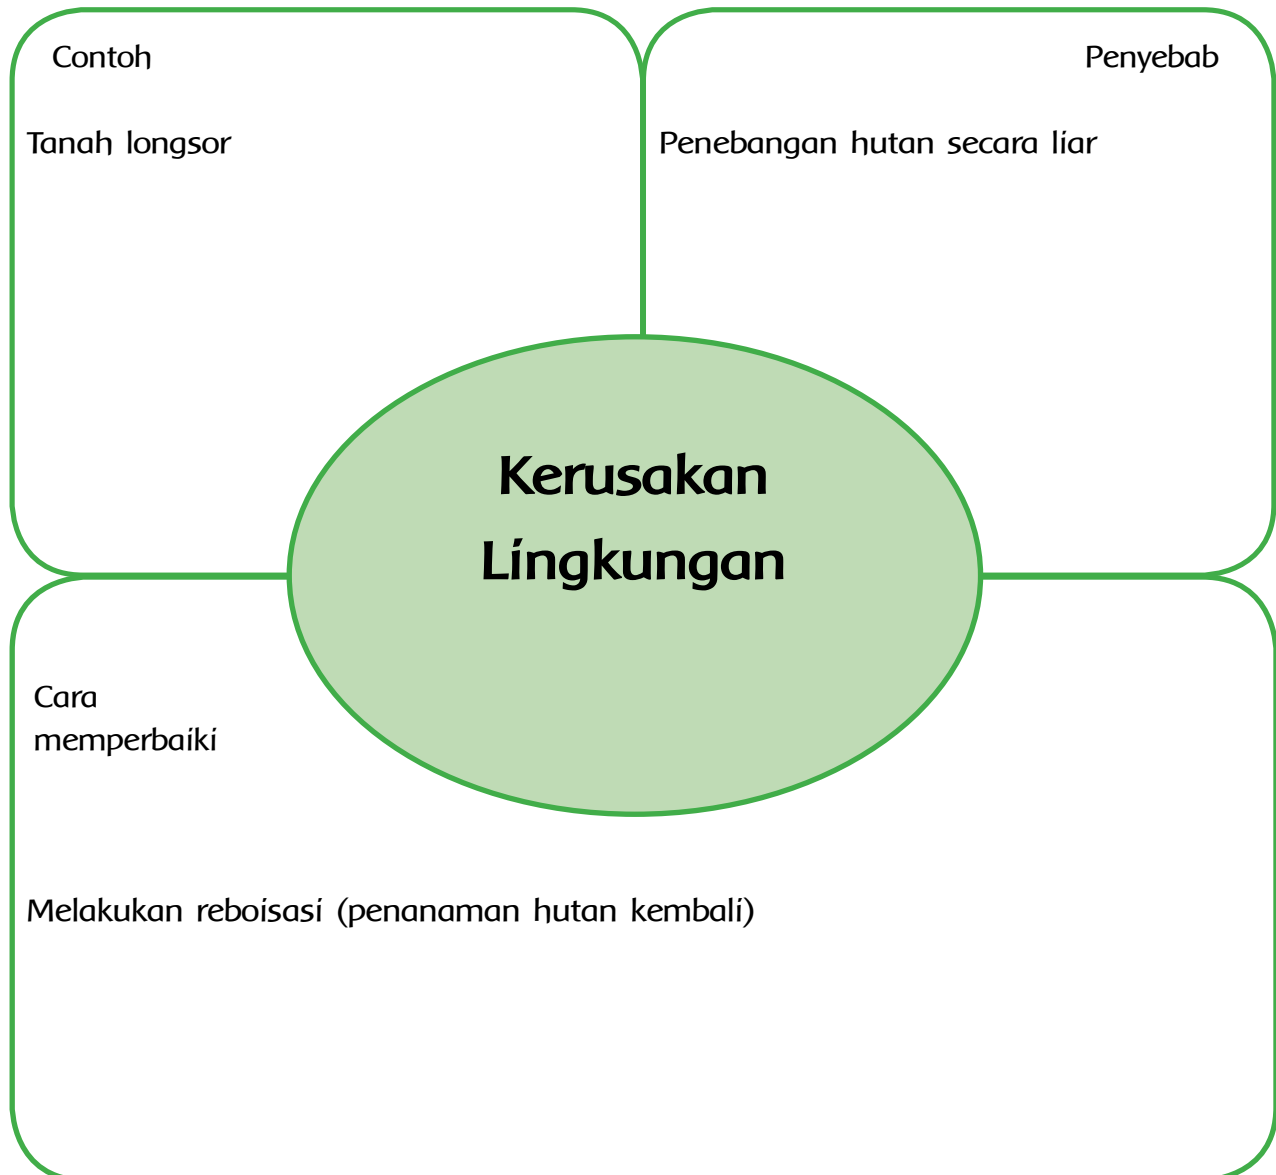 Contoh
Penyebab
Tanah longsor
Penebangan hutan secara liar
Kerusakan
Lingkungan
Cara
memperbaiki
Melakukan reboisasi (penanaman hutan kembali)